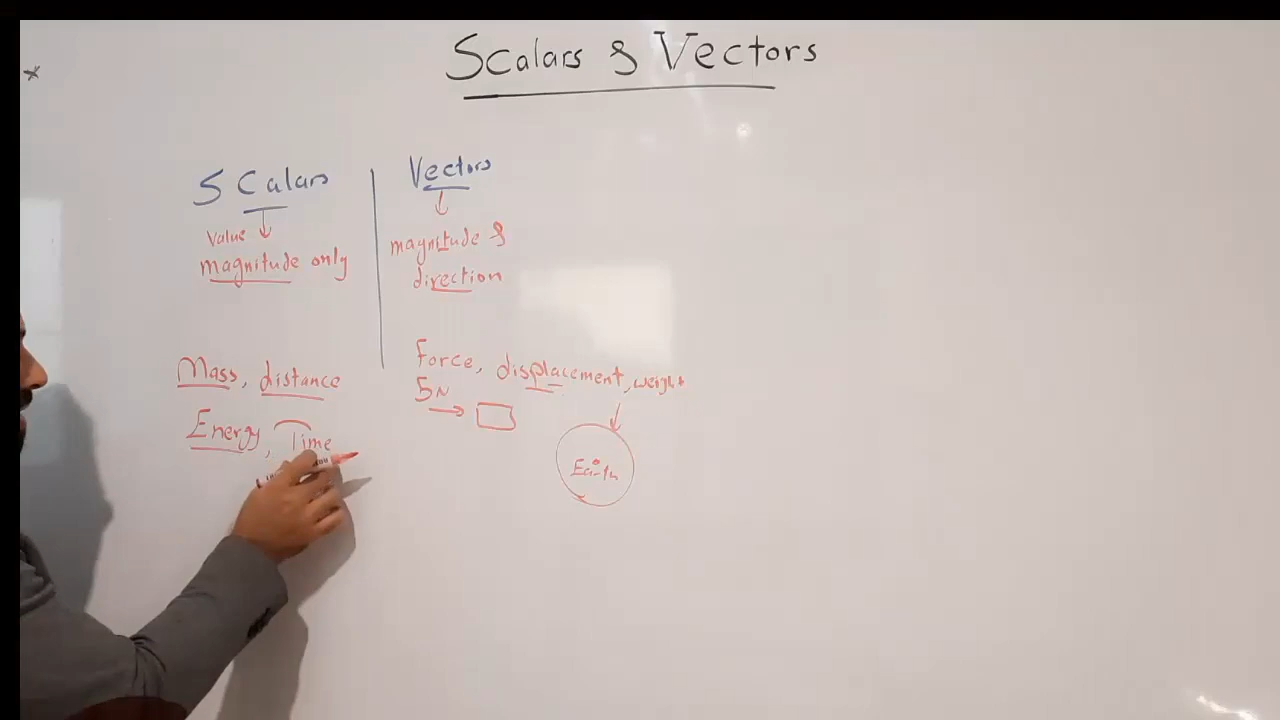 Scalars & Vectors
Scalars
Value
magnitude only
Mass, distance
Energy, Time
Vectors
magnitude &
direction
Force, displacement, weight
5N
Earth